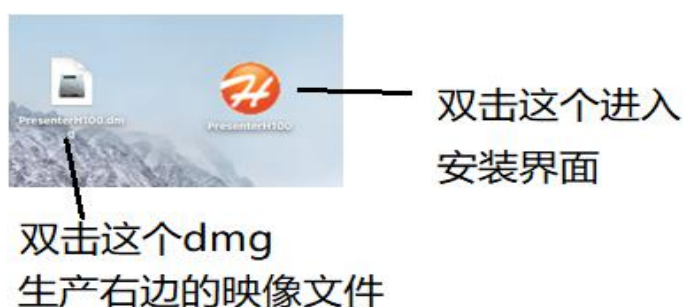 PresenterH100.dm
g
PresenterH100
双击这个进入
安装界面
双击这个dmg
生产右边的映像文件